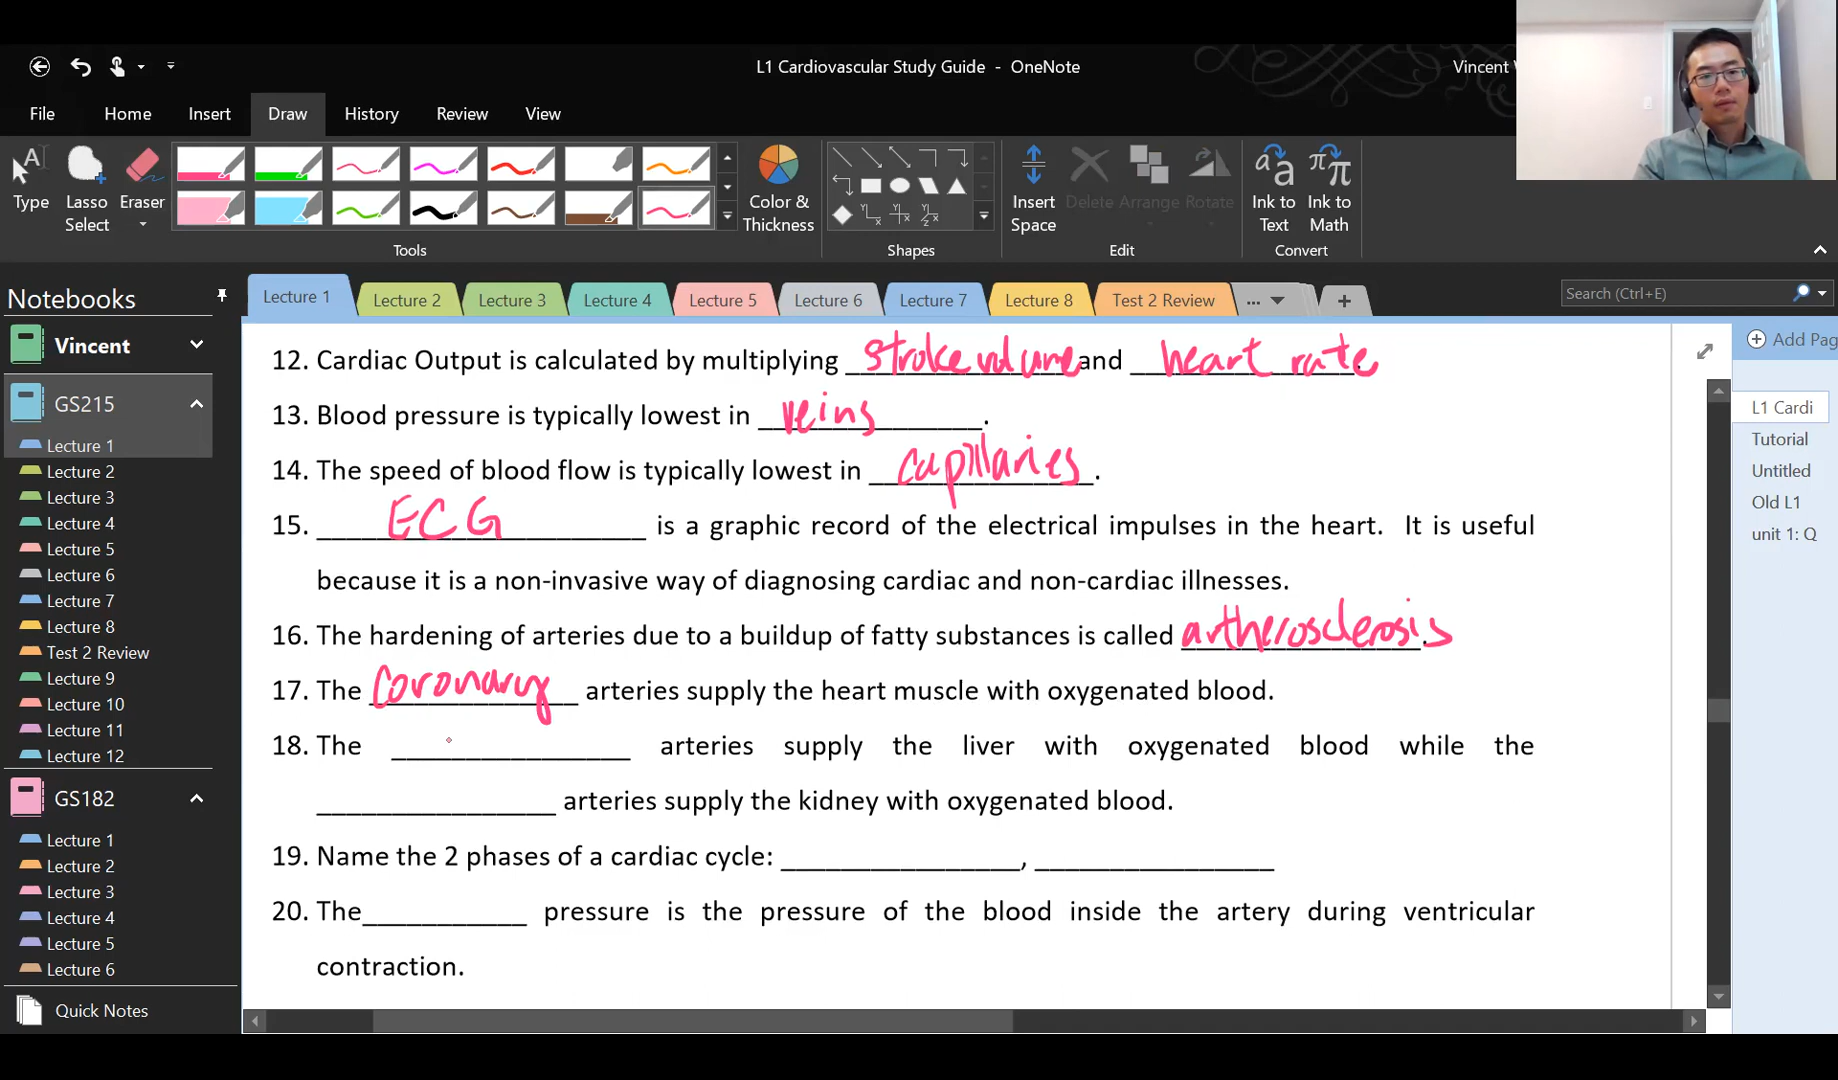 L1 Cardiovascular Study Guide - OneNote
Vincent
File Home Insert Draw History Review View
Type
Lasso Select
Eraser
Color & Thickness
Insert Space
Delete Arrange Rotate
Ink to Text
Ink to Math
Tools
Shapes
Edit
Convert
Notebooks
Lecture 1 Lecture 2 Lecture 3 Lecture 4 Lecture 5 Lecture 6 Lecture 7 Lecture 8 Test 2 Review ... +
Search (Ctrl+E)
Vincent
GS215
Lecture 1
Lecture 2
Lecture 3
Lecture 4
Lecture 5
Lecture 6
Lecture 7
Lecture 8
Test 2 Review
Lecture 9
Lecture 10
Lecture 11
Lecture 12
GS182
Lecture 1
Lecture 2
Lecture 3
Lecture 4
Lecture 5
Lecture 6
Quick Notes
12. Cardiac Output is calculated by multiplying stroke volume and heart rate.
13. Blood pressure is typically lowest in veins.
14. The speed of blood flow is typically lowest in capillaries.
15. ECG is a graphic record of the electrical impulses in the heart. It is useful
because it is a non-invasive way of diagnosing cardiac and non-cardiac illnesses.
16. The hardening of arteries due to a buildup of fatty substances is called artherosclerosis.
17. The coronary arteries supply the heart muscle with oxygenated blood.
18. The ________________ arteries supply the liver with oxygenated blood while the
________________ arteries supply the kidney with oxygenated blood.
19. Name the 2 phases of a cardiac cycle: ________________, ________________
20. The___________ pressure is the pressure of the blood inside the artery during ventricular
contraction.
Add Pag
L1 Cardi
Tutorial
Untitled
Old L1
unit 1: Q